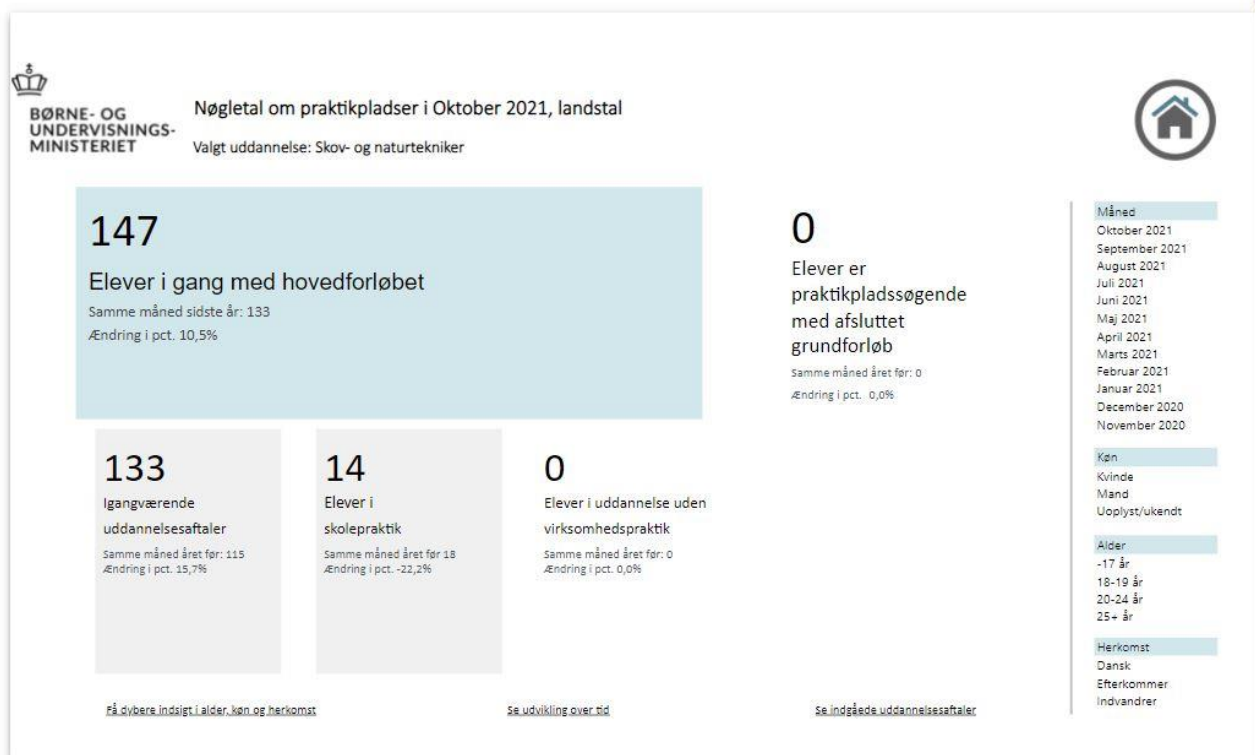 BØRNE- OG
UNDERVISNINGS-
MINISTERIET
Nøgletal om praktikpladser i Oktober 2021, landstal
Valgt uddannelse: Skov- og naturtekniker
147
Elever i gang med hovedforløbet
Samme måned sidste år: 133
Ændring i pct. 10,5%
0
Elever er
praktikpladssøgende
med afsluttet
grundforløb
Samme måned året før: 0
Ændring i pct. 0,0%
133
Igangværende
uddannelsesaftaler
Samme måned året før: 115
Ændring i pct. 15,7%
14
Elever i
skolepraktik
Samme måned året før 18
Ændring i pct. -22,2%
0
Elever i uddannelse uden
virksomhedspraktik
Samme måned året før: 0
Ændring i pct. 0,0%
Måned
Oktober 2021
September 2021
August 2021
Juli 2021
Juni 2021
Maj 2021
April 2021
Marts 2021
Februar 2021
Januar 2021
December 2020
November 2020
Køn
Kvinde
Mand
Uoplyst/ukendt
Alder
-17 år
18-19 år
20-24 år
25+ år
Herkomst
Dansk
Efterkommer
Indvandrer
Få dybere indsigt i alder, køn og herkomst
Se udvikling over tid
Se indgåede uddannelsesaftaler